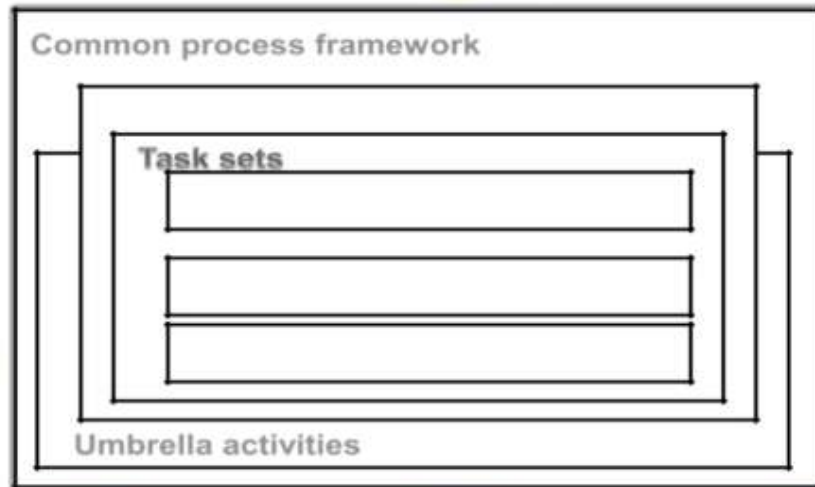 Common process framework
Task sets
Umbrella activities